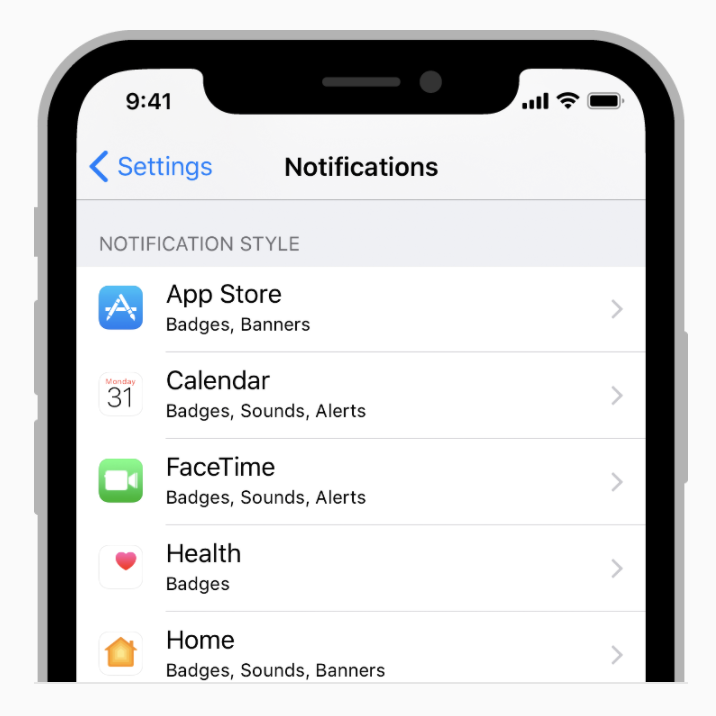 9:41
Settings
Notifications
NOTIFICATION STYLE
App Store
Badges, Banners
Monday
31
Calendar
Badges, Sounds, Alerts
FaceTime
Badges, Sounds, Alerts
Health
Badges
Home
Badges, Sounds, Banners